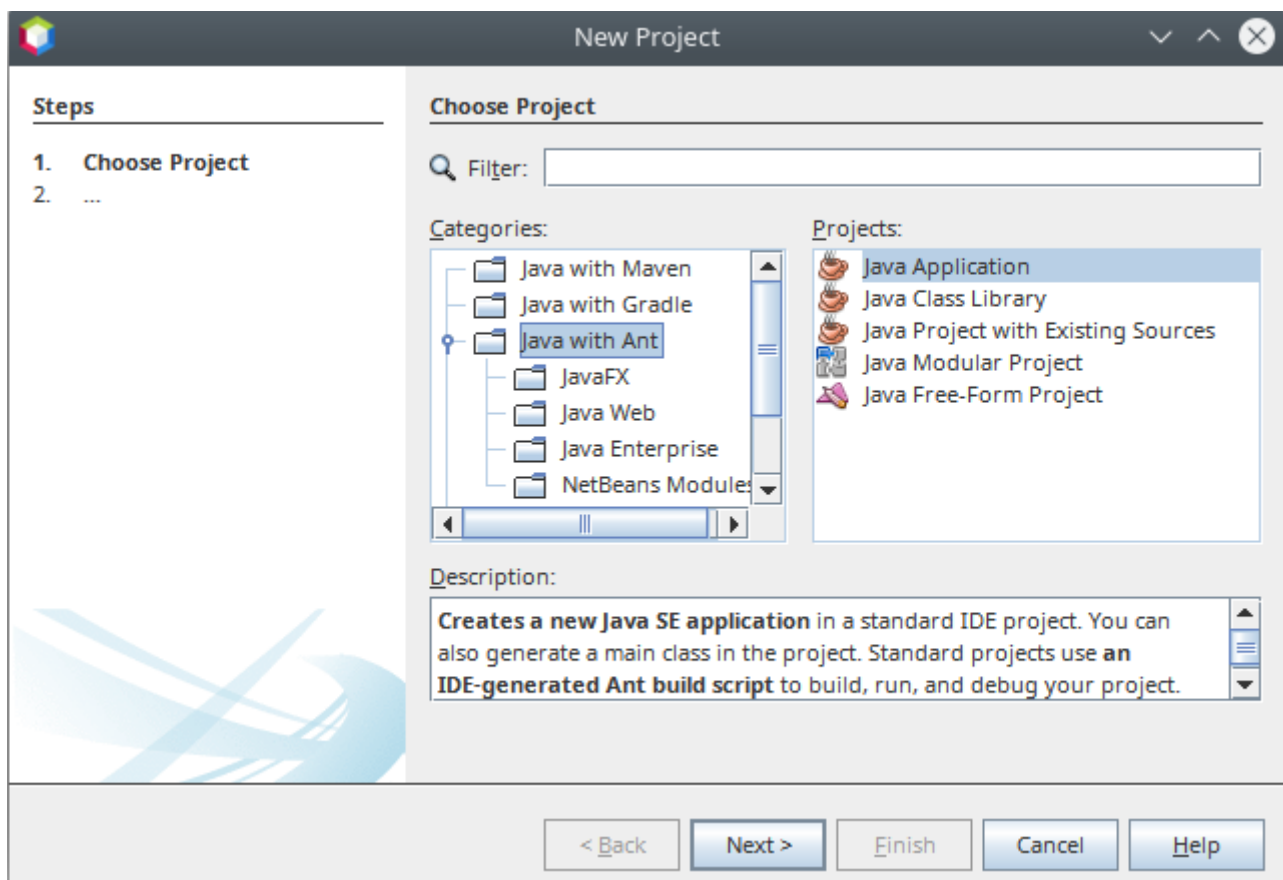 New Project
Steps
1. Choose Project
2. ...
Choose Project
Filter:
Categories:
Java with Maven
Java with Gradle
Java with Ant
JavaFX
Java Web
Java Enterprise
NetBeans Modules
Projects:
Java Application
Java Class Library
Java Project with Existing Sources
Java Modular Project
Java Free-Form Project
Description:
Creates a new Java SE application in a standard IDE project. You can
also generate a main class in the project. Standard projects use an
IDE-generated Ant build script to build, run, and debug your project.
< Back
Next >
Finish
Cancel
Help